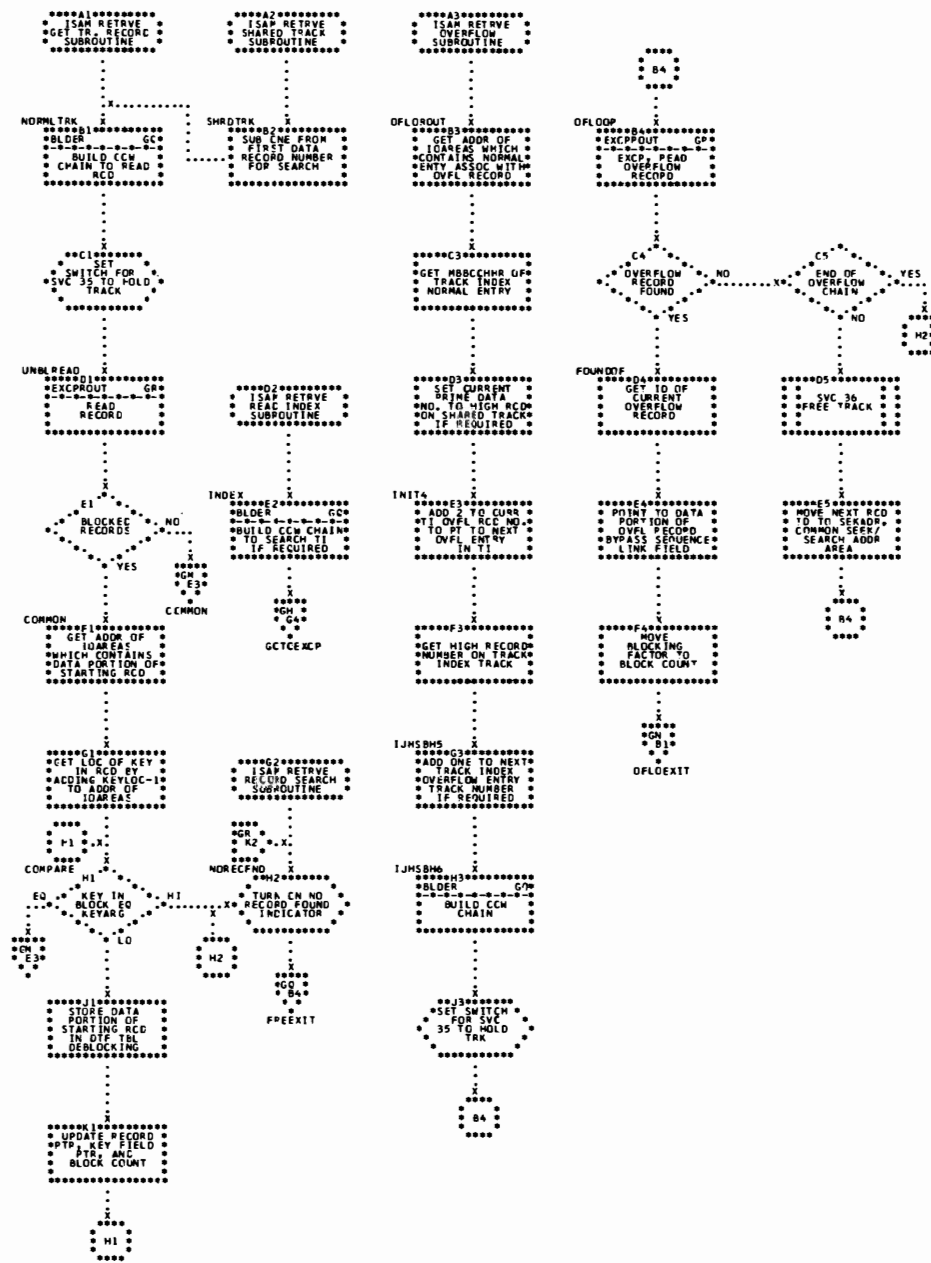 A1
ISAM RETRVE
GET TR. RECORD
SUBROUTINE
NORMLTRK
B1
BLDER GC
BUILD CCW
CHAIN TO READ
RCD
C1
SET
SWITCH FOR
SVC 35 TO HOLD
TRACK
UNBLREAD
D1
EXCPROUT GR
READ
RECORD
E1
BLOCKED
RECORDS
NO
YES
GM
E3
COMMON
COMMON
F1
GET ADDR OF
IOAREAS
WHICH CONTAINS
DATA PORTION OF
STARTING RCD
G1
GET LOC OF KEY
IN RCD BY
ADDING KEYLOC-1
TO ADDR OF
IOAREAS
H1
COMPARE
H1
KEY IN
BLOCK EQ
KEYARG
EQ
HI
LO
GM
E3
J1
STORE DATA
PORTION OF
STARTING RCD
IN DTF TBL
DEBLOCKING
K1
UPDATE RECORD
PTR, KEY FIELD
PTR, AND
BLOCK COUNT
H1
A2
ISAM RETRVE
SHARED TRACK
SUBROUTINE
SHRDTRK
B2
SUB ONE FROM
FIRST DATA
RECORD NUMBER
FOR SEARCH
D2
ISAM RETRVE
READ INDEX
SUBROUTINE
INDEX
E2
BLDER GC
BUILD CCW CHAIN
TO SEARCH TI
IF REQUIRED
GH
G4
GCTCEXCP
G2
ISAM RETRVE
RECORD SEARCH
SUBROUTINE
GR
K2
NORECFND
H2
TURN ON NO
RECORD FOUND
INDICATOR
H2
GQ
B4
FREEXIT
A3
ISAM RETRVE
OVERFLOW
SUBROUTINE
OFLOROUT
B3
GET ADDR OF
IOAREAS WHICH
CONTAINS NORMAL
ENTY ASSOC WITH
OVFL RECORD
C3
GET MBBCCHHR OF
TRACK INDEX
NORMAL ENTRY
D3
SET CURRENT
PRIME DATA
NO. TO HIGH RCD
ON SHARED TRACK
IF REQUIRED
INIT4
E3
ADD 2 TO CURR
TI OVFL RCD NO.
TO PT TO NEXT
OVFL ENTRY
IN TI
F3
GET HIGH RECORD
NUMBER ON TRACK
INDEX TRACK
IJHSBH5
G3
ADD ONE TO NEXT
TRACK INDEX
OVERFLOW ENTRY
TRACK NUMBER
IF REQUIRED
IJHSBH6
H3
BLDER GQ
BUILD CCW
CHAIN
J3
SET SWITCH
FOR SVC
35 TO HOLD
TRK
B4
B4
OFLOOP
B4
EXCPPOUT GP
EXCP, READ
OVERFLOW
RECORD
C4
OVERFLOW
RECORD
FOUND
NO
YES
FOUNDOF
D4
GET ID OF
CURRENT
OVERFLOW
RECORD
E4
POINT TO DATA
PORTION OF
OVFL RECORD
BYPASS SEQUENCE
LINK FIELD
F4
MOVE
BLOCKING
FACTOR TO
BLOCK COUNT
GN
B1
OFLOEXIT
C5
END OF
OVERFLOW
CHAIN
YES
NO
H2
D5
SVC 36
FREE TRACK
E5
MOVE NEXT RCD
ID TO SEKADR,
COMMON SEEK/
SEARCH ADDR
AREA
B4